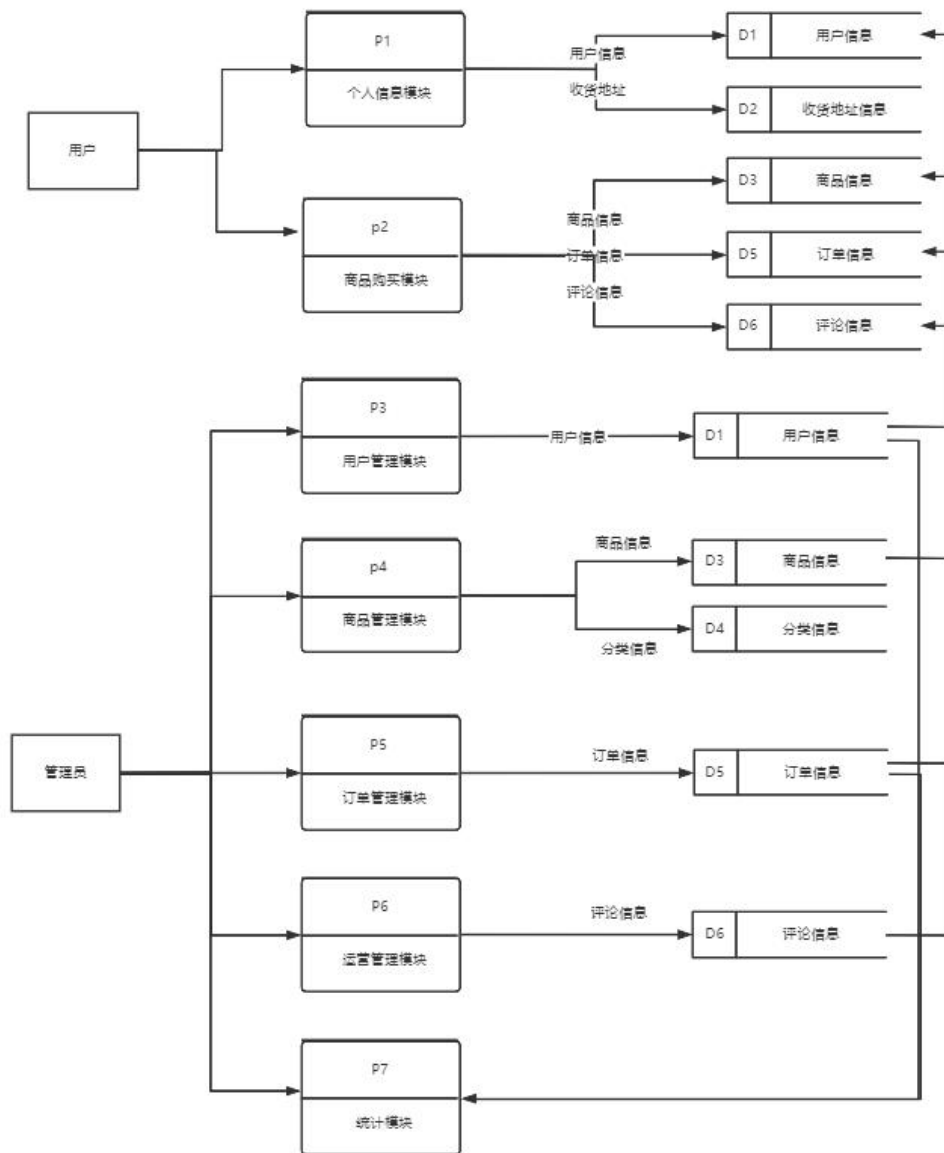 P1
个人信息模块
用户信息
收货地址
D1 用户信息
D2 收货地址信息
用户
p2
商品购买模块
商品信息
订单信息
评论信息
D3 商品信息
D5 订单信息
D6 评论信息
P3
用户管理模块
用户信息
D1 用户信息
p4
商品管理模块
商品信息
分类信息
D3 商品信息
D4 分类信息
管理员
P5
订单管理模块
订单信息
D5 订单信息
P6
运营管理模块
评论信息
D6 评论信息
P7
统计模块